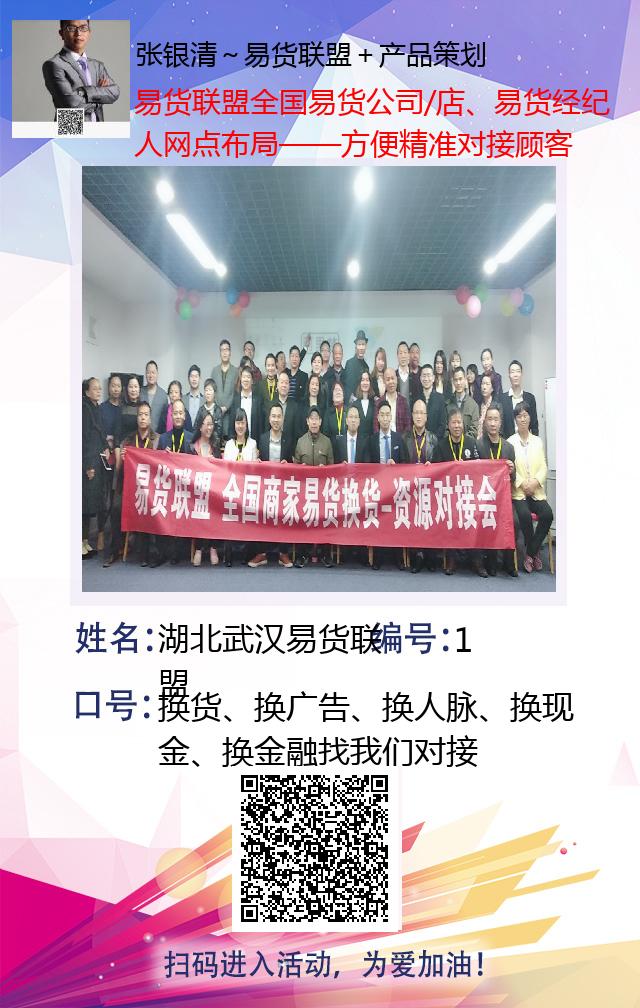 张银清～易货联盟＋产品策划
易货联盟全国易货公司/店、易货经纪
人网点布局——方便精准对接顾客
易货联盟 全国商家易货换货-资源对接会
姓名:湖北武汉易货联
盟
编号:1
口号:换货、换广告、换人脉、换现
金、换金融找我们对接
扫码进入活动，为爱加油!